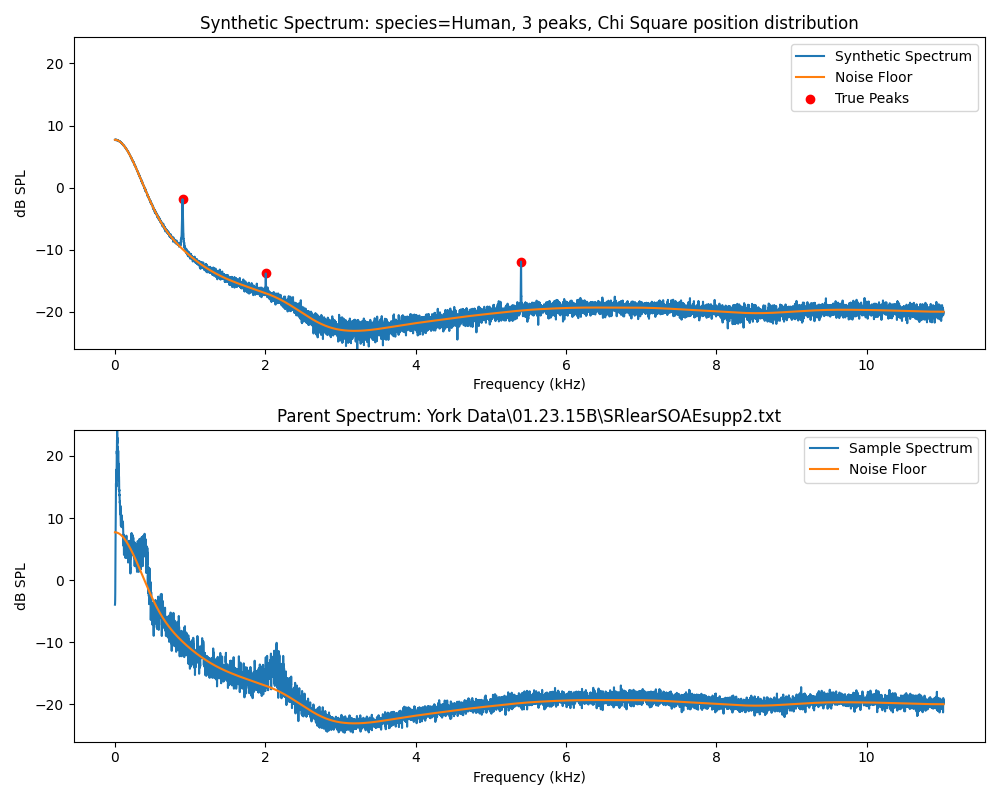 Synthetic Spectrum: species=Human, 3 peaks, Chi Square position distribution
20
10
0
−10
−20
dB SPL
Synthetic Spectrum
Noise Floor
True Peaks
0 2 4 6 8 10
Frequency (kHz)
Parent Spectrum: York Data\01.23.15B\SRlearSOAEsupp2.txt
20
10
0
−10
−20
dB SPL
Sample Spectrum
Noise Floor
0 2 4 6 8 10
Frequency (kHz)